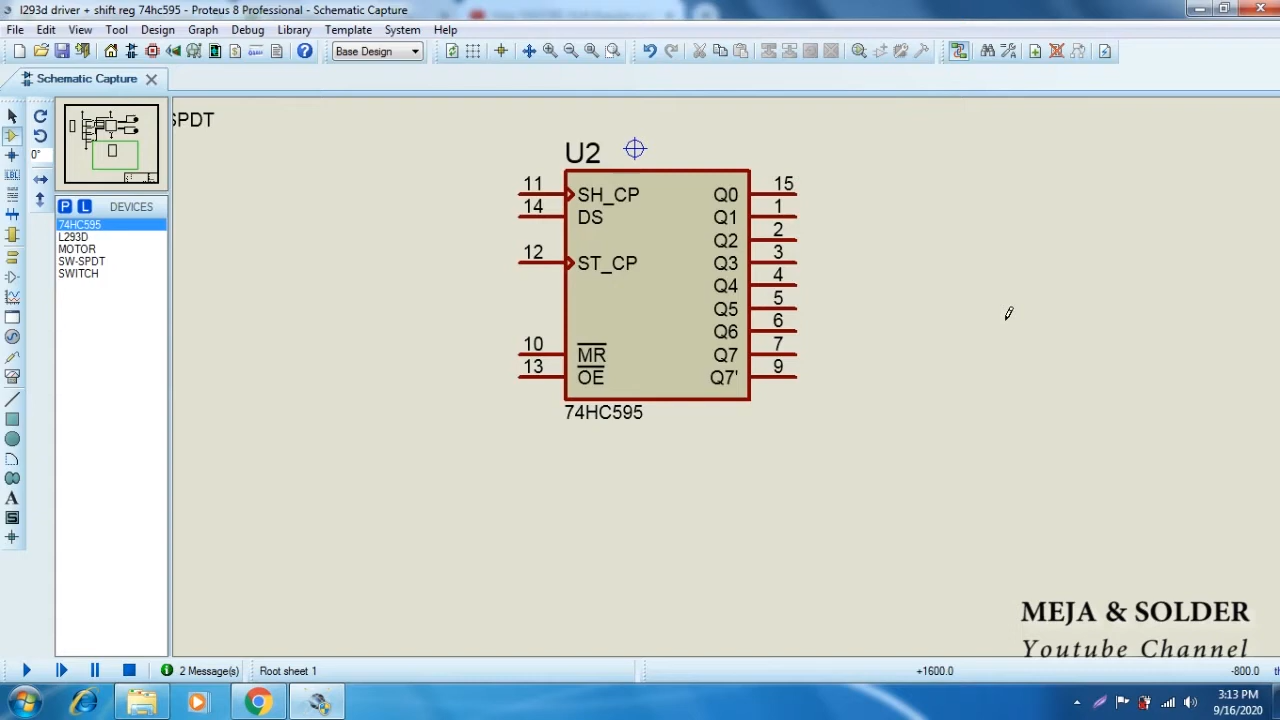 l293d driver + shift reg 74hc595 - Proteus 8 Professional - Schematic Capture
File Edit View Tool Design Graph Debug Library Template System Help
Base Design
Schematic Capture
SPDT
0°
P L DEVICES
74HC595
L293D
MOTOR
SW-SPDT
SWITCH
U2
11 SH_CP Q0 15
14 DS Q1 1
Q2 2
12 ST_CP Q3 3
Q4 4
Q5 5
Q6 6
10 MR Q7 7
13 OE Q7' 9
74HC595
MEJA & SOLDER
Youtube Channel
2 Message(s) Root sheet 1 +1600.0 -800.0 th
3:13 PM
9/16/2020